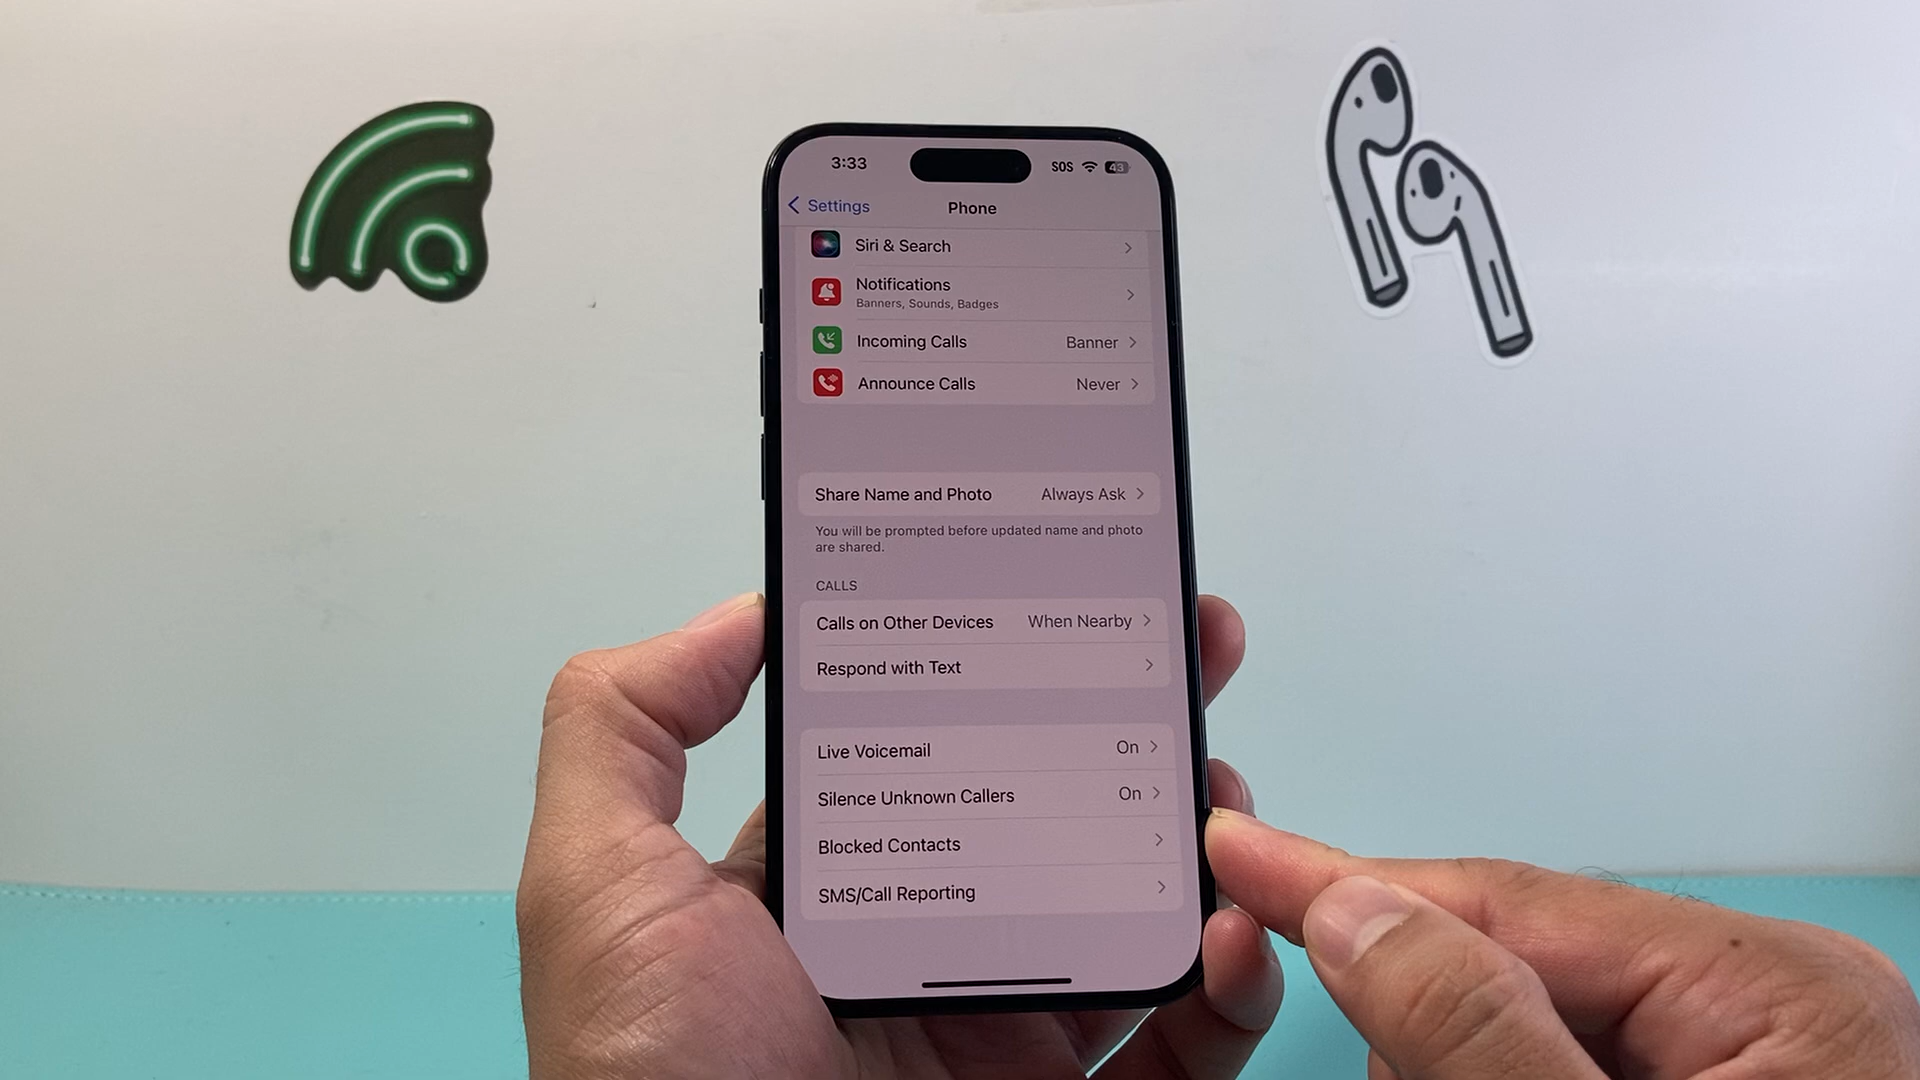 3:33
SOS
43
Settings
Phone
Siri & Search
Notifications
Banners, Sounds, Badges
Incoming Calls Banner
Announce Calls Never
Share Name and Photo Always Ask
You will be prompted before updated name and photo
are shared.
CALLS
Calls on Other Devices When Nearby
Respond with Text
Live Voicemail On
Silence Unknown Callers On
Blocked Contacts
SMS/Call Reporting